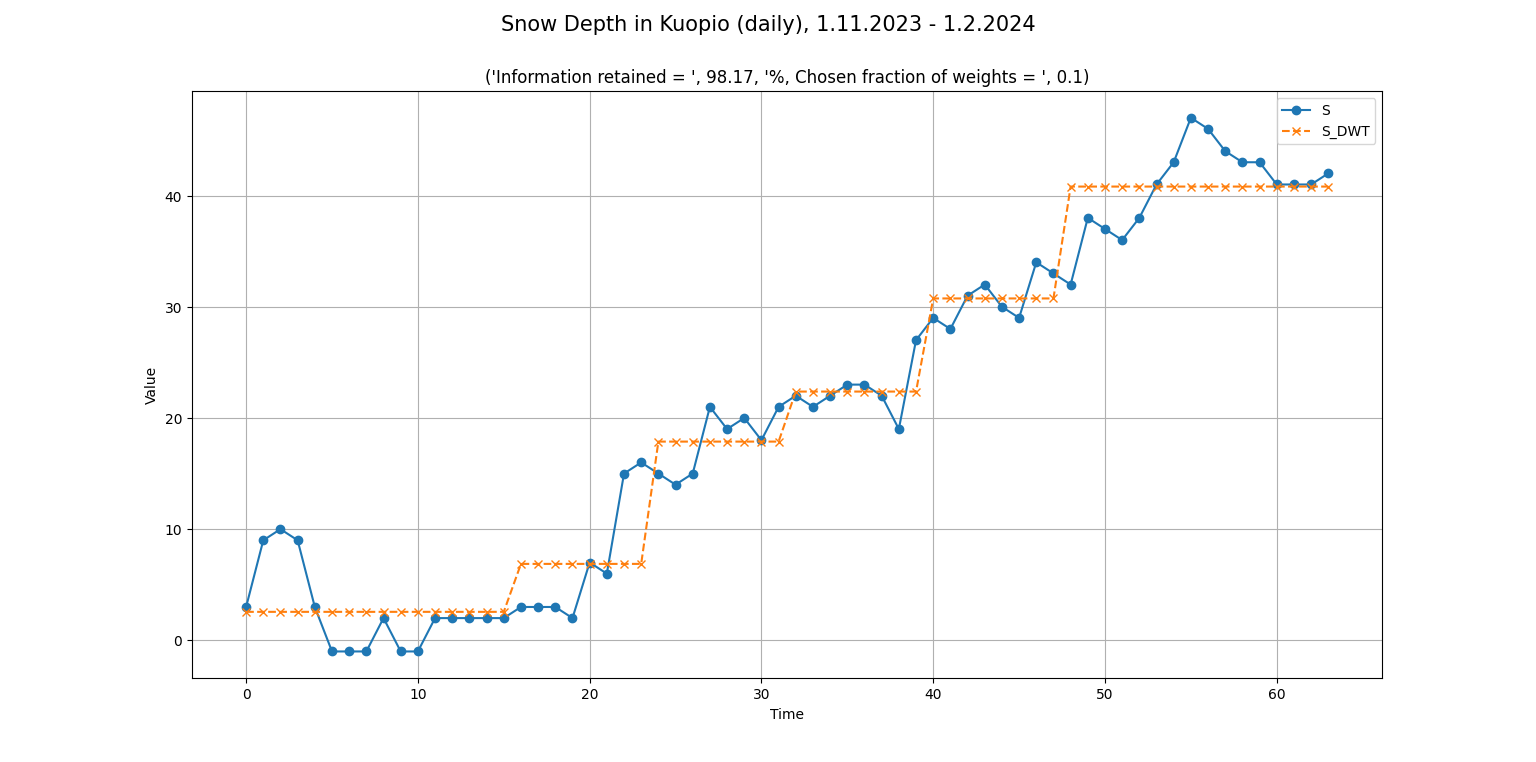 Snow Depth in Kuopio (daily), 1.11.2023 - 1.2.2024
('Information retained = ', 98.17, '%, Chosen fraction of weights = ', 0.1)
S
S_DWT
Value
40
30
20
10
0
0 10 20 30 40 50 60
Time